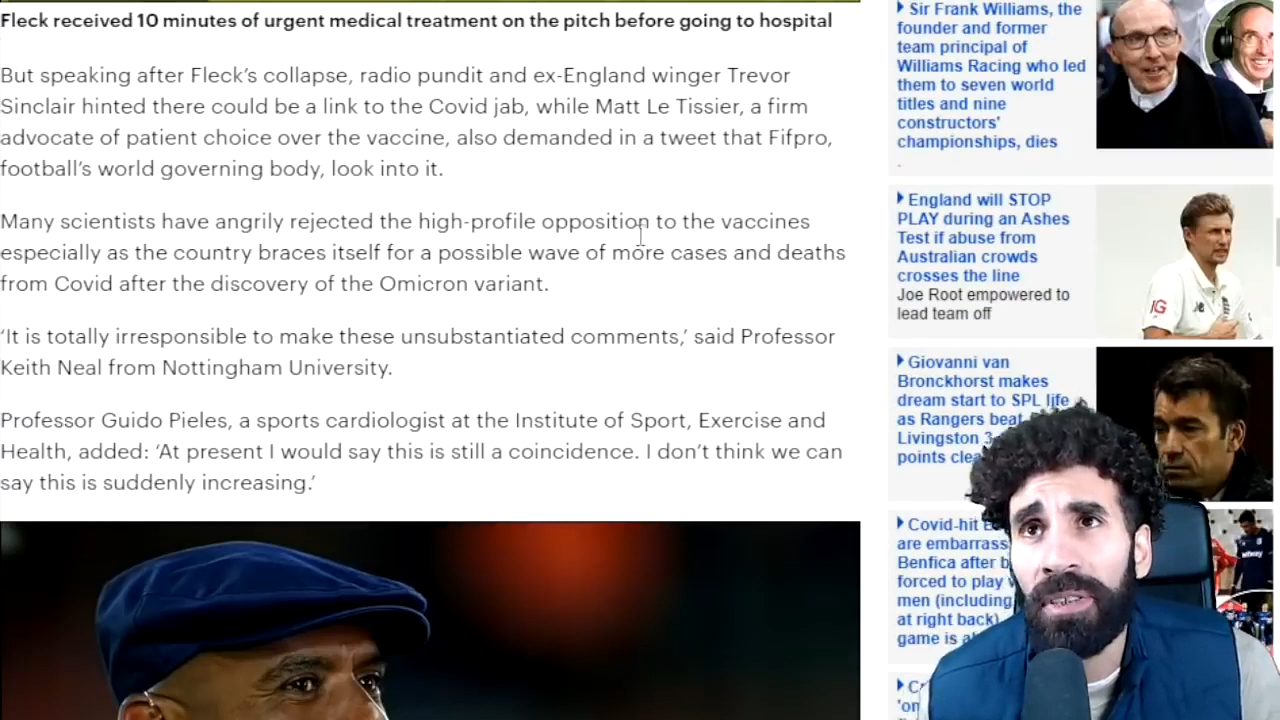 Fleck received 10 minutes of urgent medical treatment on the pitch before going to hospital
But speaking after Fleck's collapse, radio pundit and ex-England winger Trevor
Sinclair hinted there could be a link to the Covid jab, while Matt Le Tissier, a firm
advocate of patient choice over the vaccine, also demanded in a tweet that Fifpro,
football's world governing body, look into it.
Many scientists have angrily rejected the high-profile opposition to the vaccines
especially as the country braces itself for a possible wave of more cases and deaths
from Covid after the discovery of the Omicron variant.
‘It is totally irresponsible to make these unsubstantiated comments,’ said Professor
Keith Neal from Nottingham University.
Professor Guido Pieles, a sports cardiologist at the Institute of Sport, Exercise and
Health, added: ‘At present I would say this is still a coincidence. I don’t think we can
say this is suddenly increasing.’
Sir Frank Williams, the
founder and former
team principal of
Williams Racing who led
them to seven world
titles and nine
constructors'
championships, dies
-
England will STOP
PLAY during an Ashes
Test if abuse from
Australian crowds
crosses the line
Joe Root empowered to
lead team off
Giovanni van
Bronckhorst makes
dream start to SPL life
as Rangers beat
Livingston 3
points
Covid-hit
are
Benfica after
forced to play
men (including
at right back)
game is
'on